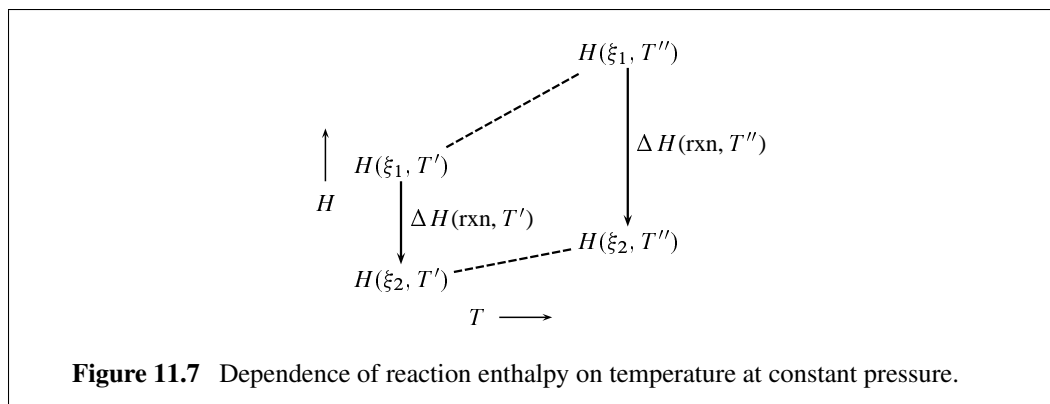 H(ξ₁, T″)
H(ξ₁, T′)
ΔH(rxn, T″)
H
ΔH(rxn, T′)
H(ξ₂, T″)
H(ξ₂, T′)
T
Figure 11.7 Dependence of reaction enthalpy on temperature at constant pressure.